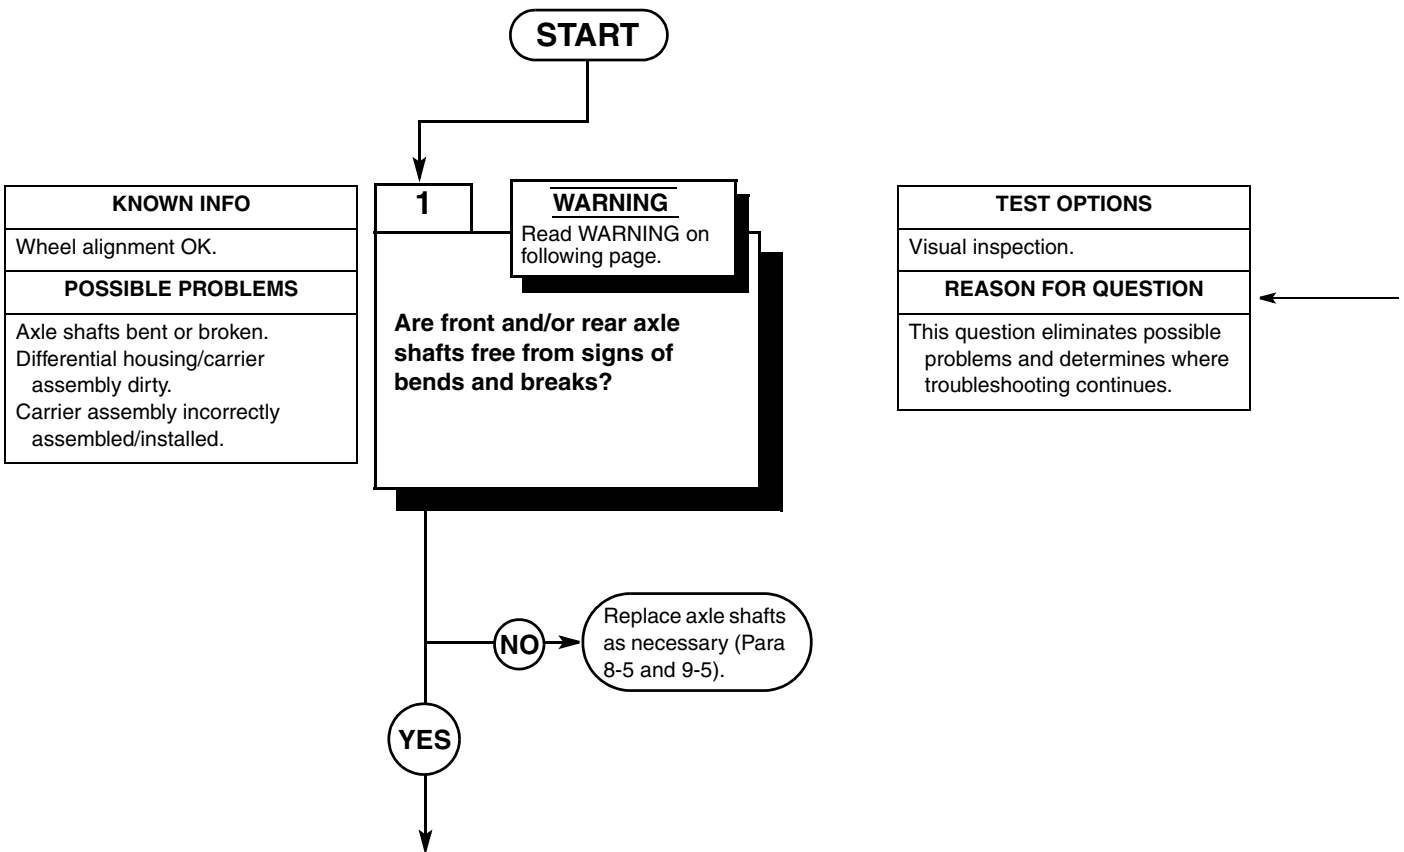 START
KNOWN INFO
Wheel alignment OK.
POSSIBLE PROBLEMS
Axle shafts bent or broken.
Differential housing/carrier
assembly dirty.
Carrier assembly incorrectly
assembled/installed.
1
WARNING
Read WARNING on
following page.
Are front and/or rear axle
shafts free from signs of
bends and breaks?
TEST OPTIONS
Visual inspection.
REASON FOR QUESTION
This question eliminates possible
problems and determines where
troubleshooting continues.
NO
Replace axle shafts
as necessary (Para
8-5 and 9-5).
YES